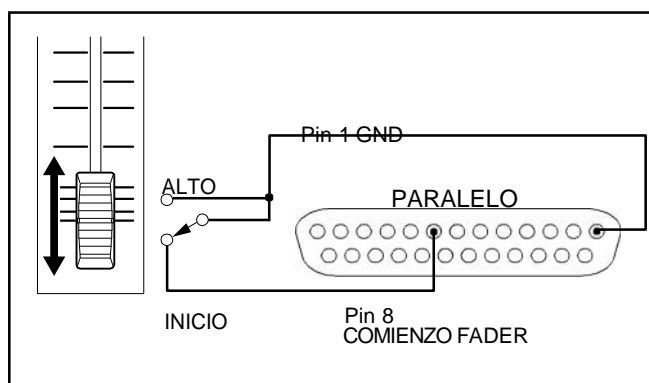 Pin 1 GND
ALTO
PARALELO
INICIO
Pin 8
COMIENZO FADER